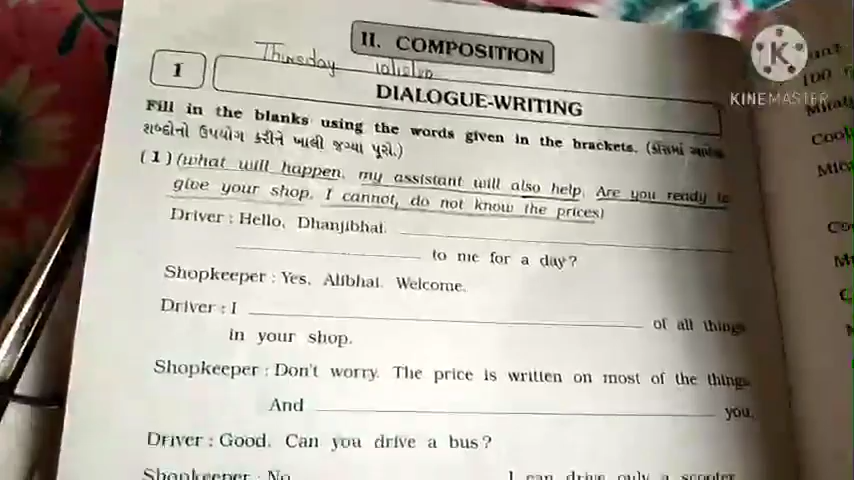 II. COMPOSITION
Thursday
1
DIALOGUE-WRITING
Fill in the blanks using the words given in the brackets. (કૌંસમાં આપેલા
શબ્દોનો ઉપયોગ કરીને ખાલી જગ્યા પૂરો.)
(1) (what will happen, my assistant will also help, Are you ready to
give your shop, I cannot, do not know the prices)
Driver : Hello, Dhanjibhai.
to me for a day?
Shopkeeper : Yes, Alibhai. Welcome.
Driver : I of all things
in your shop.
Shopkeeper : Don't worry. The price is written on most of the things
And you.
Driver : Good. Can you drive a bus?
Shopkeeper : No I can drive only a scooter
K
KINEMASTER
100